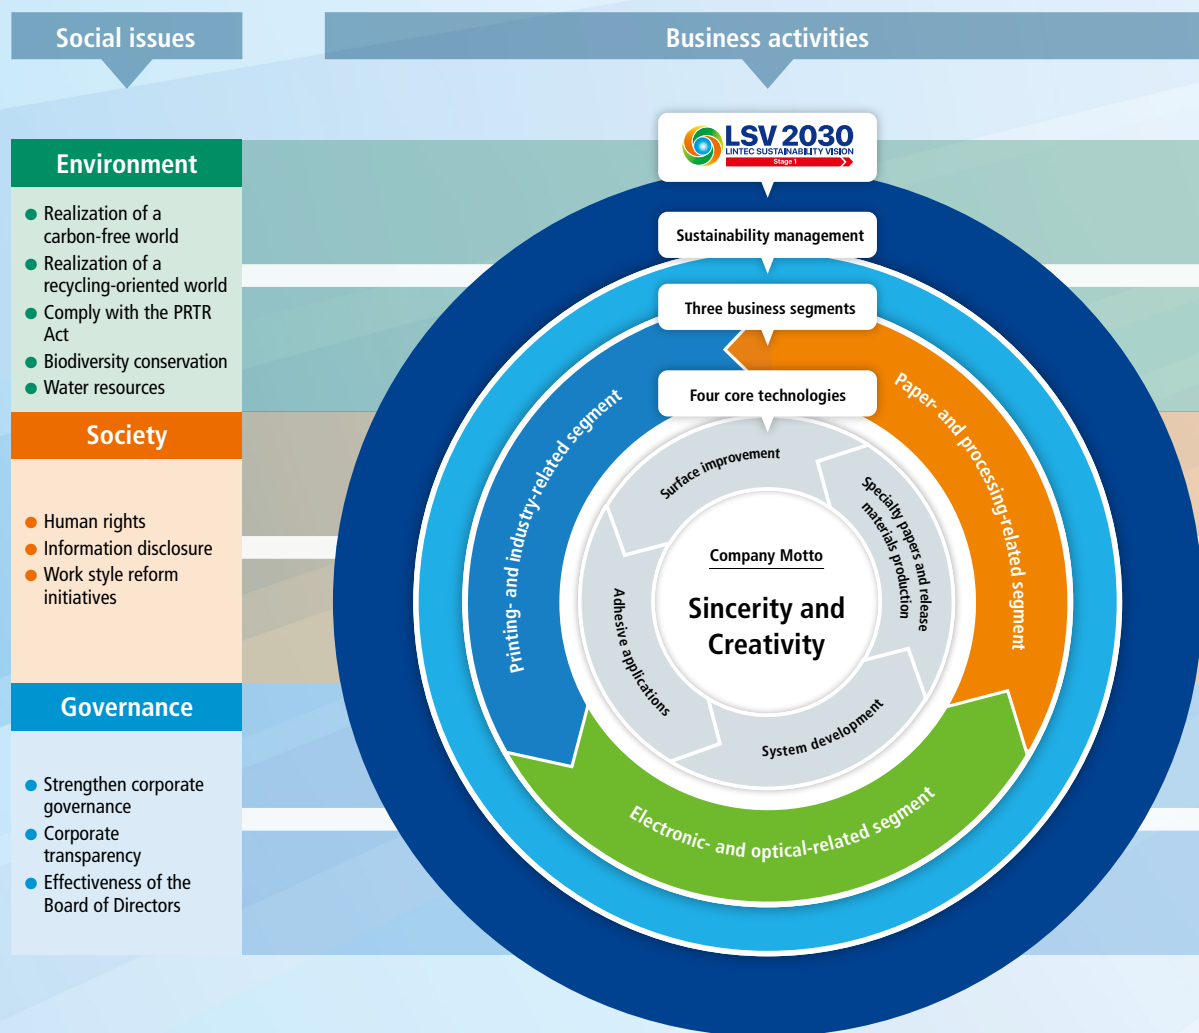 Social issues
Business activities
Environment
● Realization of a
carbon-free world
● Realization of a
recycling-oriented world
● Comply with the PRTR
Act
● Biodiversity conservation
● Water resources
Society
● Human rights
● Information disclosure
● Work style reform
initiatives
Governance
● Strengthen corporate
governance
● Corporate
transparency
● Effectiveness of the
Board of Directors
LSV 2030
LINTEC SUSTAINABILITY VISION
Stage 1
Sustainability management
Three business segments
Four core technologies
Printing- and industry-related segment
Paper- and processing-related segment
Electronic- and optical-related segment
Surface improvement
Specialty papers and release
materials production
System development
Adhesive applications
Company Motto
Sincerity and
Creativity